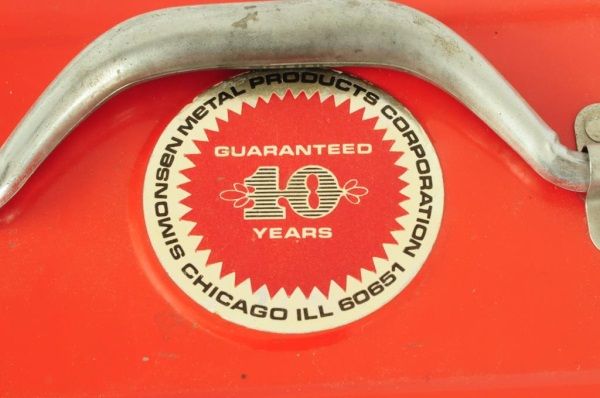 SIMONSEN METAL PRODUCTS CORPORATION
CHICAGO ILL 60651
GUARANTEED
10
YEARS